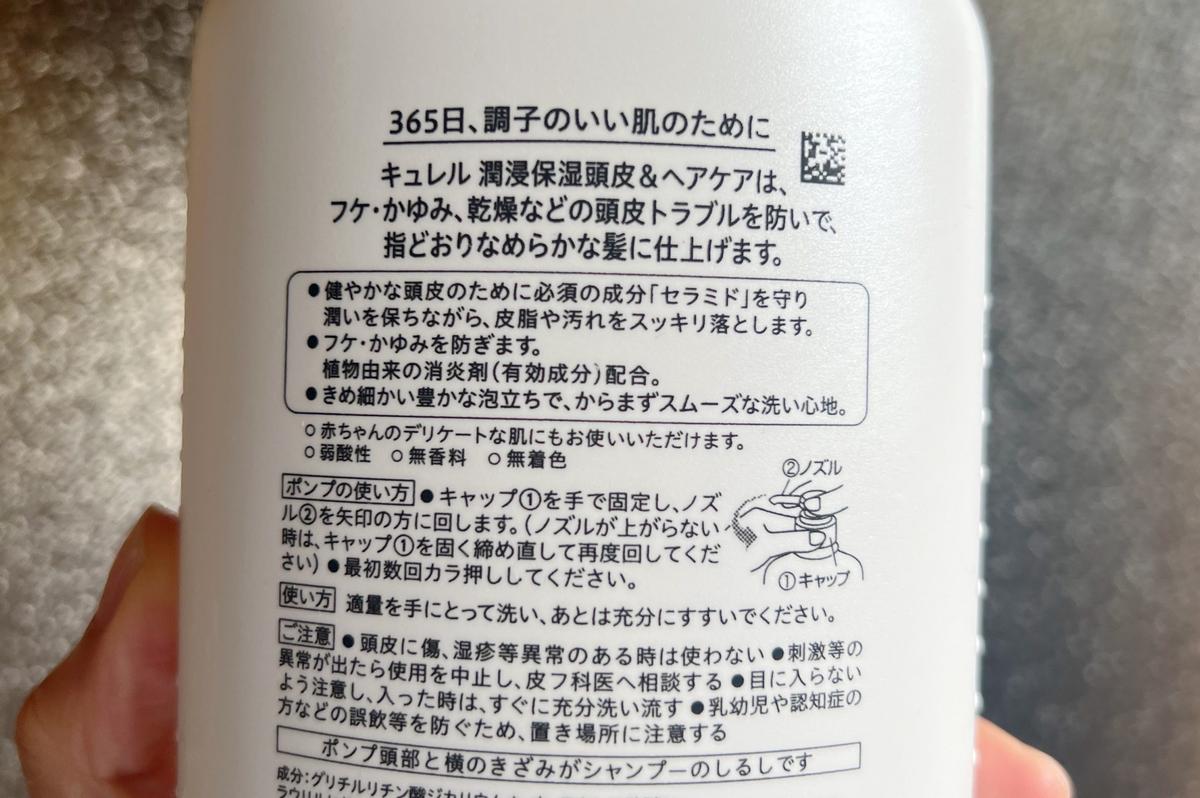 365日、調子のいい肌のために
キュレル 潤浸保湿頭皮&ヘアケアは、
フケ・かゆみ、乾燥などの頭皮トラブルを防いで、
指どおりなめらかな髪に仕上げます。
●健やかな頭皮のために必須の成分「セラミド」を守り
潤いを保ちながら、皮脂や汚れをスッキリ落とします。
●フケ・かゆみを防ぎます。
植物由来の消炎剤(有効成分)配合。
●きめ細かい豊かな泡立ちで、からまずスムーズな洗い心地。
○赤ちゃんのデリケートな肌にもお使いいただけます。
○弱酸性 ○無香料 ○無着色
ポンプの使い方 ●キャップ①を手で固定し、ノズ
ル②を矢印の方に回します。(ノズルが上がらない
時は、キャップ①を固く締め直して再度回してくだ
さい) ●最初数回カラ押ししてください。
②ノズル
①キャップ
使い方 適量を手にとって洗い、あとは充分にすすいでください。
ご注意 ●頭皮に傷、湿疹等異常のある時は使わない ●刺激等の
異常が出たら使用を中止し、皮フ科医へ相談する ●目に入らない
よう注意し、入った時は、すぐに充分洗い流す ●乳幼児や認知症の
方などの誤飲等を防ぐため、置き場所に注意する
ポンプ頭部と横のきざみがシャンプーのしるしです
成分:グリチルリチン酸ジカリウム